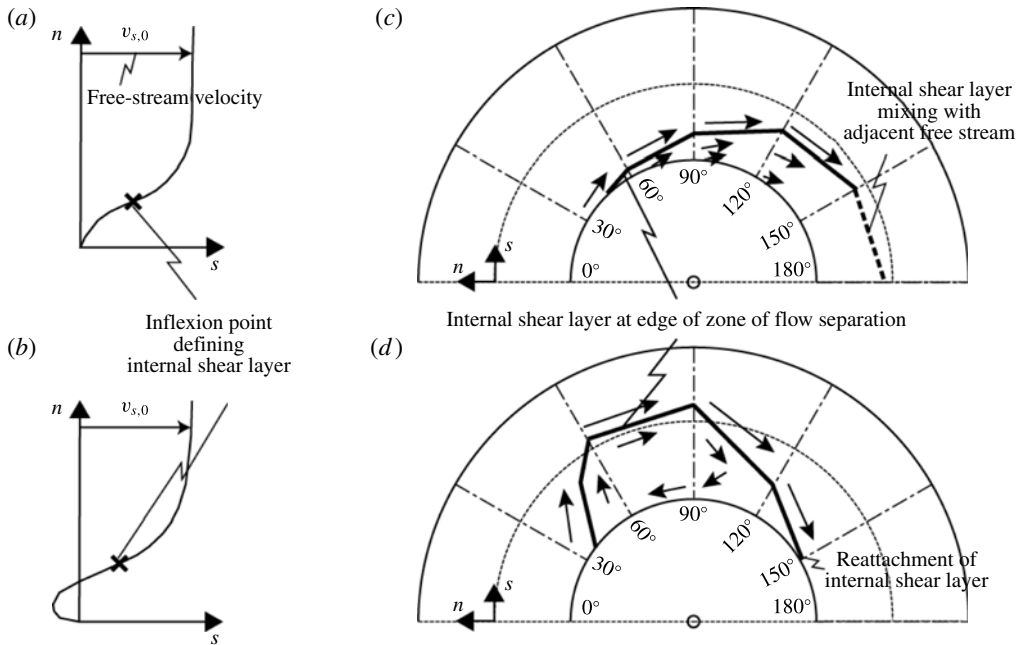 (a)
n
v_{s,0}
Free-stream velocity
s
Inflexion point
defining
internal shear layer
(b)
n
v_{s,0}
s
(c)
Internal shear layer
mixing with
adjacent free stream
0°
30°
60°
90°
120°
150°
180°
s
n
Internal shear layer at edge of zone of flow separation
(d)
0°
30°
60°
90°
120°
150°
180°
s
n
Reattachment of
internal shear layer